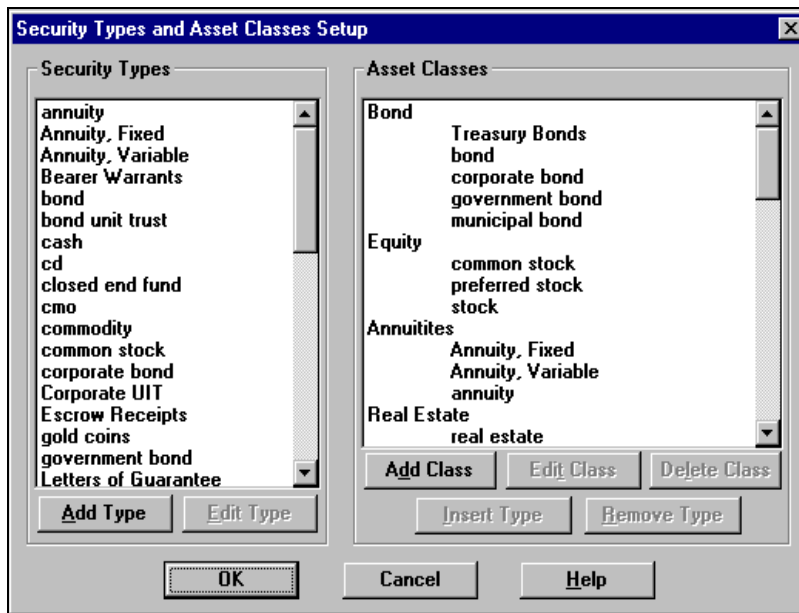 Security Types and Asset Classes Setup
Security Types
annuity
Annuity, Fixed
Annuity, Variable
Bearer Warrants
bond
bond unit trust
cash
cd
closed end fund
cmo
commodity
common stock
corporate bond
Corporate UIT
Escrow Receipts
gold coins
government bond
Letters of Guarantee
Add Type
Edit Type
Asset Classes
Bond
Treasury Bonds
bond
corporate bond
government bond
municipal bond
Equity
common stock
preferred stock
stock
Annuitites
Annuity, Fixed
Annuity, Variable
annuity
Real Estate
real estate
Add Class
Edit Class
Delete Class
Insert Type
Remove Type
OK
Cancel
Help